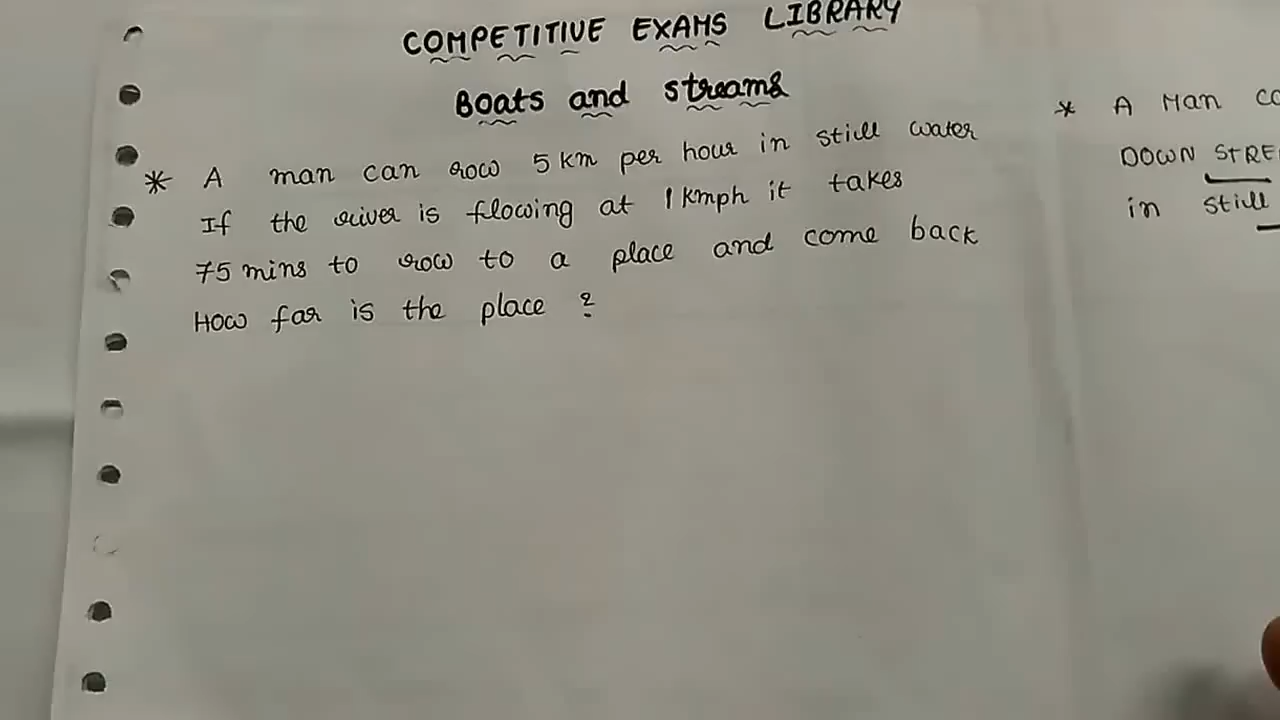 COMPETITIVE EXAMS LIBRARY
Boats and streams
* A man can row 5 km per hour in still water
If the river is flowing at 1 kmph it takes
75 mins to row to a place and come back
How far is the place ?
* A Man
DOWN
in still